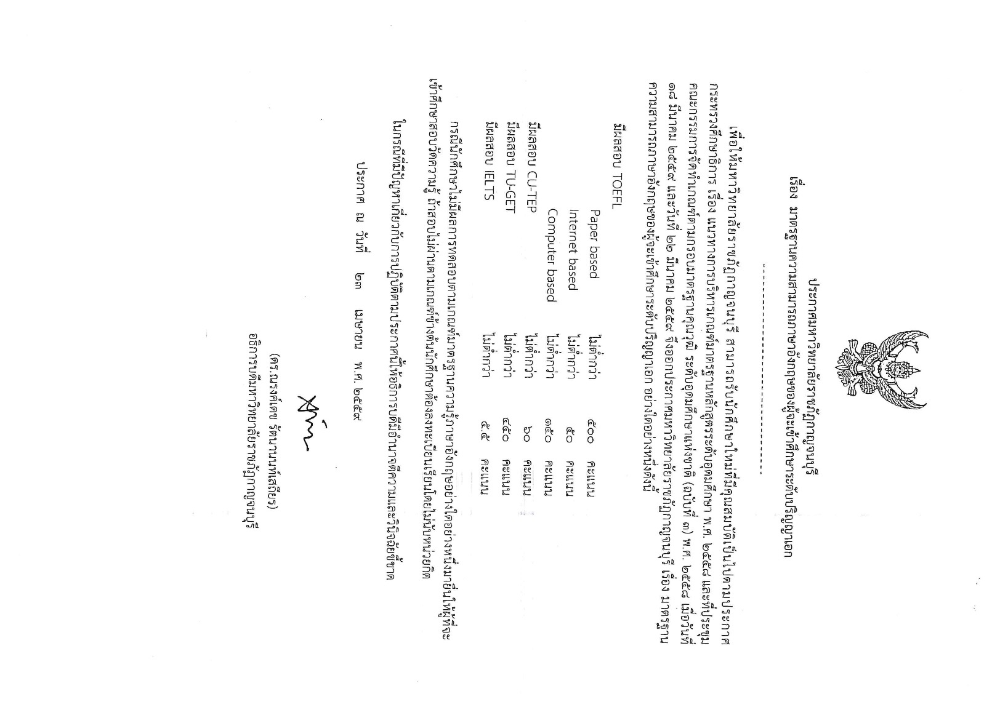 ประกาศมหาวิทยาลัยราชภัฏกาญจนบุรี
เรื่อง มาตรฐานความสามารถภาษาอังกฤษของผู้จะเข้าศึกษาระดับปริญญาเอก
เพื่อให้มหาวิทยาลัยราชภัฏกาญจนบุรี สามารถรับนักศึกษาใหม่ที่มีคุณสมบัติเป็นไปตามประกาศ
กระทรวงศึกษาธิการ เรื่อง แนวทางการบริหารเกณฑ์มาตรฐานหลักสูตรระดับอุดมศึกษา พ.ศ. ๒๕๕๘ และที่ประชุม
คณะกรรมการจัดทำเกณฑ์ตามกรอบมาตรฐานคุณวุฒิ ระดับอุดมศึกษาแห่งชาติ (ฉบับที่ ๓) พ.ศ. ๒๕๕๘ เมื่อวันที่
๑๘ มีนาคม ๒๕๕๙ และวันที่ ๒๒ มีนาคม ๒๕๕๙ จึงออกประกาศมหาวิทยาลัยราชภัฏกาญจนบุรี เรื่อง มาตรฐาน
ความสามารถภาษาอังกฤษของผู้จะเข้าศึกษาระดับปริญญาเอก อย่างใดอย่างหนึ่งดังนี้
มีผลสอบ TOEFL
Paper based ไม่ต่ำกว่า ๕๐๐ คะแนน
Internet based ไม่ต่ำกว่า ๕๐ คะแนน
Computer based ไม่ต่ำกว่า ๑๕๐ คะแนน
มีผลสอบ CU-TEP ไม่ต่ำกว่า ๖๐ คะแนน
มีผลสอบ TU-GET ไม่ต่ำกว่า ๔๕๐ คะแนน
มีผลสอบ IELTS ไม่ต่ำกว่า ๕.๕ คะแนน
กรณีนักศึกษาไม่มีผลการทดสอบตามเกณฑ์มาตรฐานความรู้ภาษาอังกฤษอย่างใดอย่างหนึ่งมายื่นให้ผู้ที่จะ
เข้าศึกษาสอบวัดความรู้ ถ้าสอบไม่ผ่านตามเกณฑ์ข้างต้นนักศึกษาต้องลงทะเบียนเรียนโดยไม่นับหน่วยกิต
ในกรณีที่มีปัญหาเกี่ยวกับการปฏิบัติตามประกาศนี้ให้อธิการบดีมีอำนาจตีความและวินิจฉัยชี้ขาด
ประกาศ ณ วันที่ ๒๓ เมษายน พ.ศ. ๒๕๕๙
(ดร.ณรงค์เดช รัตนานนท์เสถียร)
อธิการบดีมหาวิทยาลัยราชภัฏกาญจนบุรี